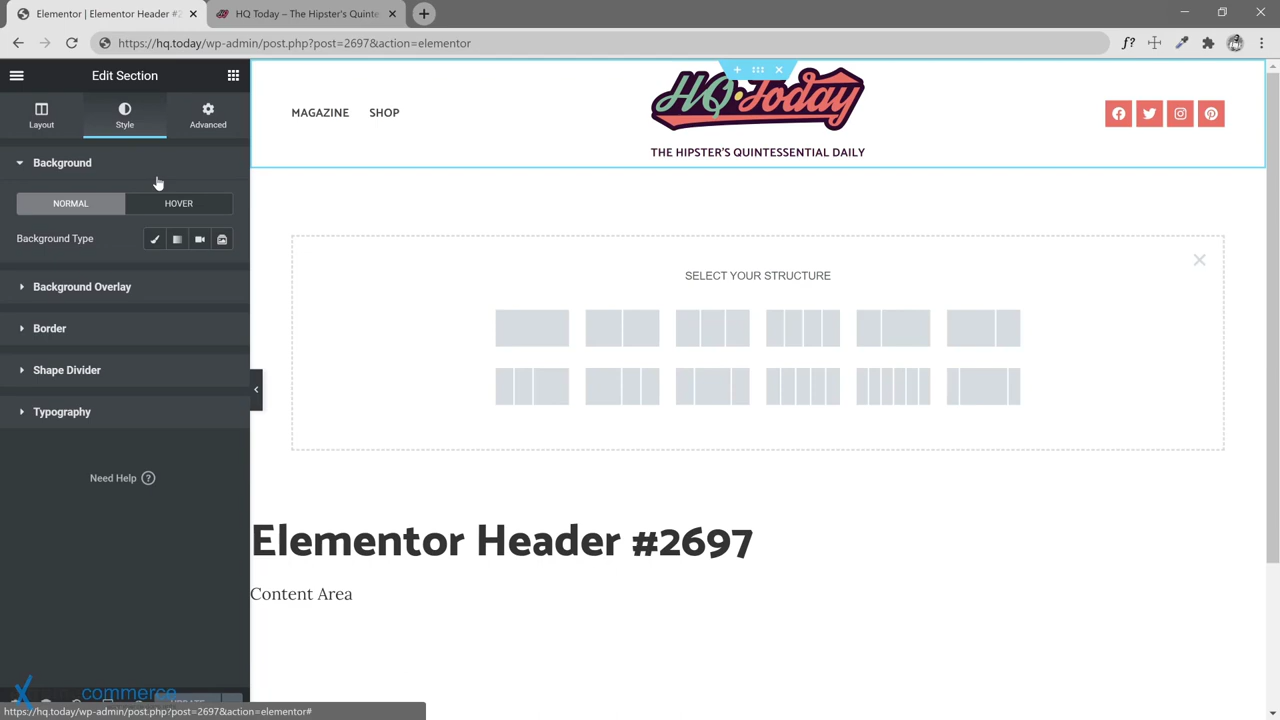 Elementor | Elementor Header #2
HQ Today – The Hipster's Quinte
https://hq.today/wp-admin/post.php?post=2697&action=elementor
f?
Edit Section
Layout
Style
Advanced
Background
NORMAL
HOVER
Background Type
Background Overlay
Border
Shape Divider
Typography
Need Help ?
MAGAZINE
SHOP
HQ Today
THE HIPSTER'S QUINTESSENTIAL DAILY
SELECT YOUR STRUCTURE
Elementor Header #2697
Content Area
commerce
UPDATE
https://hq.today/wp-admin/post.php?post=2697&action=elementor#